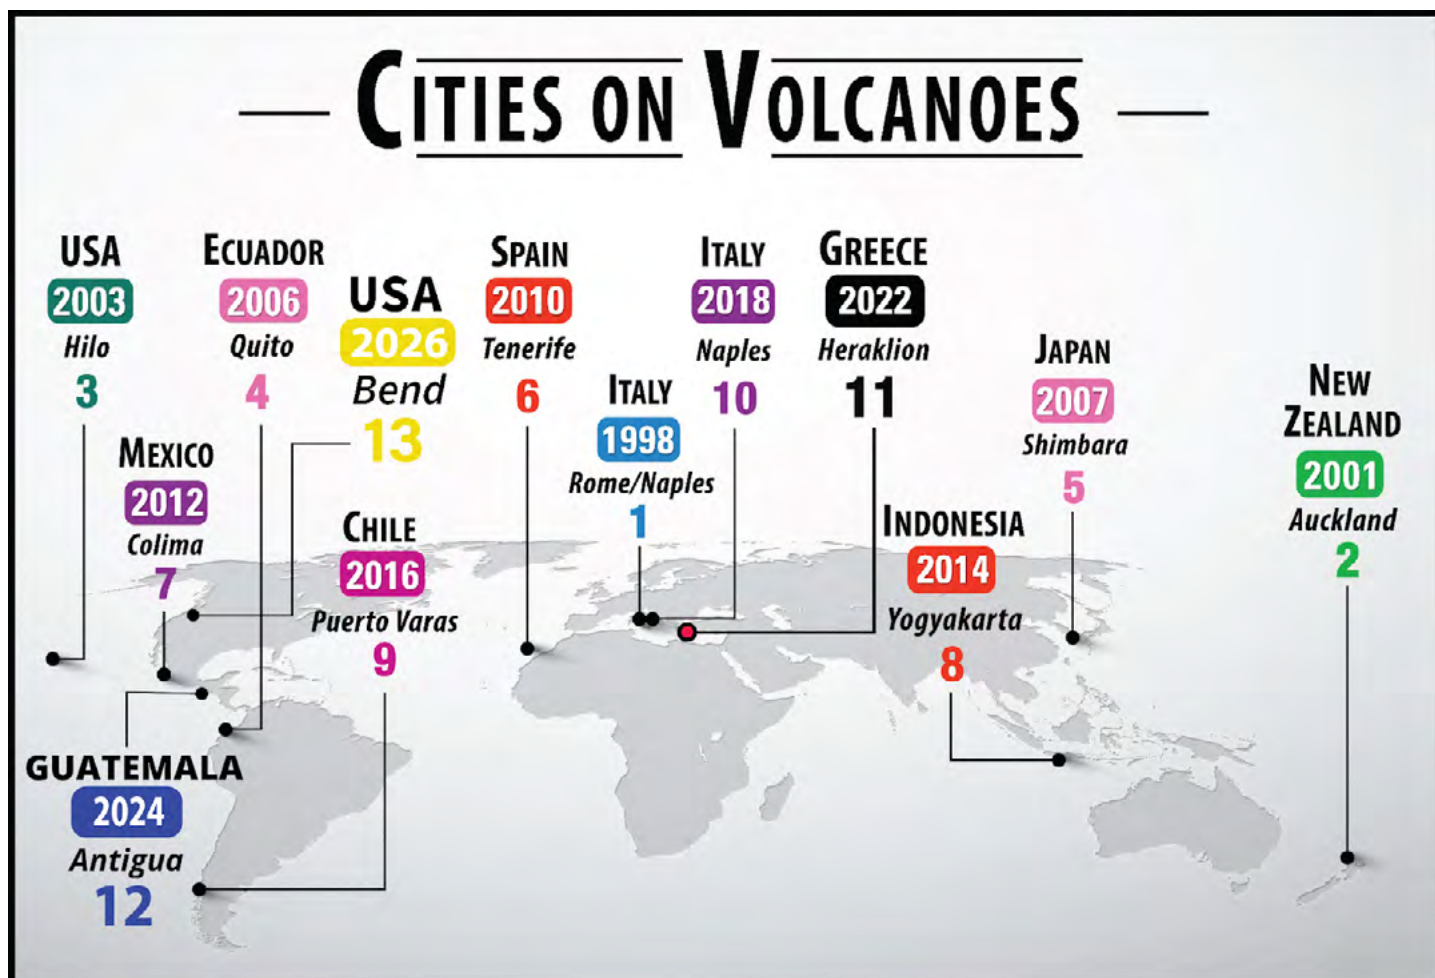 CITIES ON VOLCANOES
USA
2003
Hilo
3
ECUADOR
2006
Quito
4
USA
2026
Bend
13
SPAIN
2010
Tenerife
6
ITALY
2018
Naples
10
GREECE
2022
Heraklion
11
ITALY
1998
Rome/Naples
1
JAPAN
2007
Shimbara
5
NEW
ZEALAND
2001
Auckland
2
MEXICO
2012
Colima
7
CHILE
2016
Puerto Varas
9
INDONESIA
2014
Yogyakarta
8
GUATEMALA
2024
Antigua
12